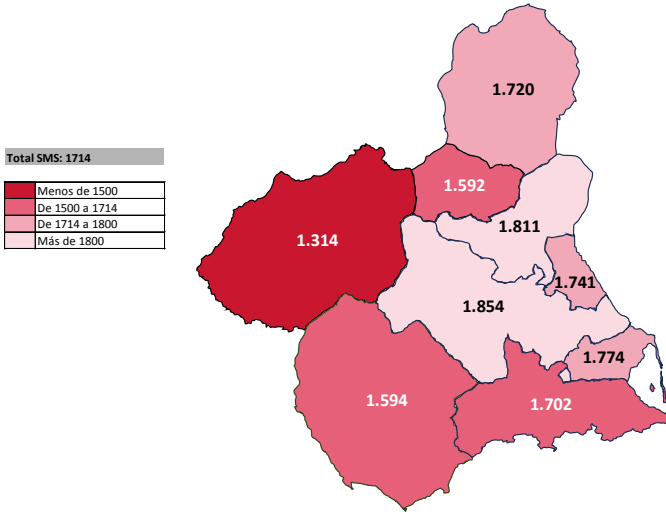 1.720
Total SMS: 1714
Menos de 1500
De 1500 a 1714
De 1714 a 1800
Más de 1800
1.592
1.811
1.314
1.741
1.854
1.774
1.594
1.702